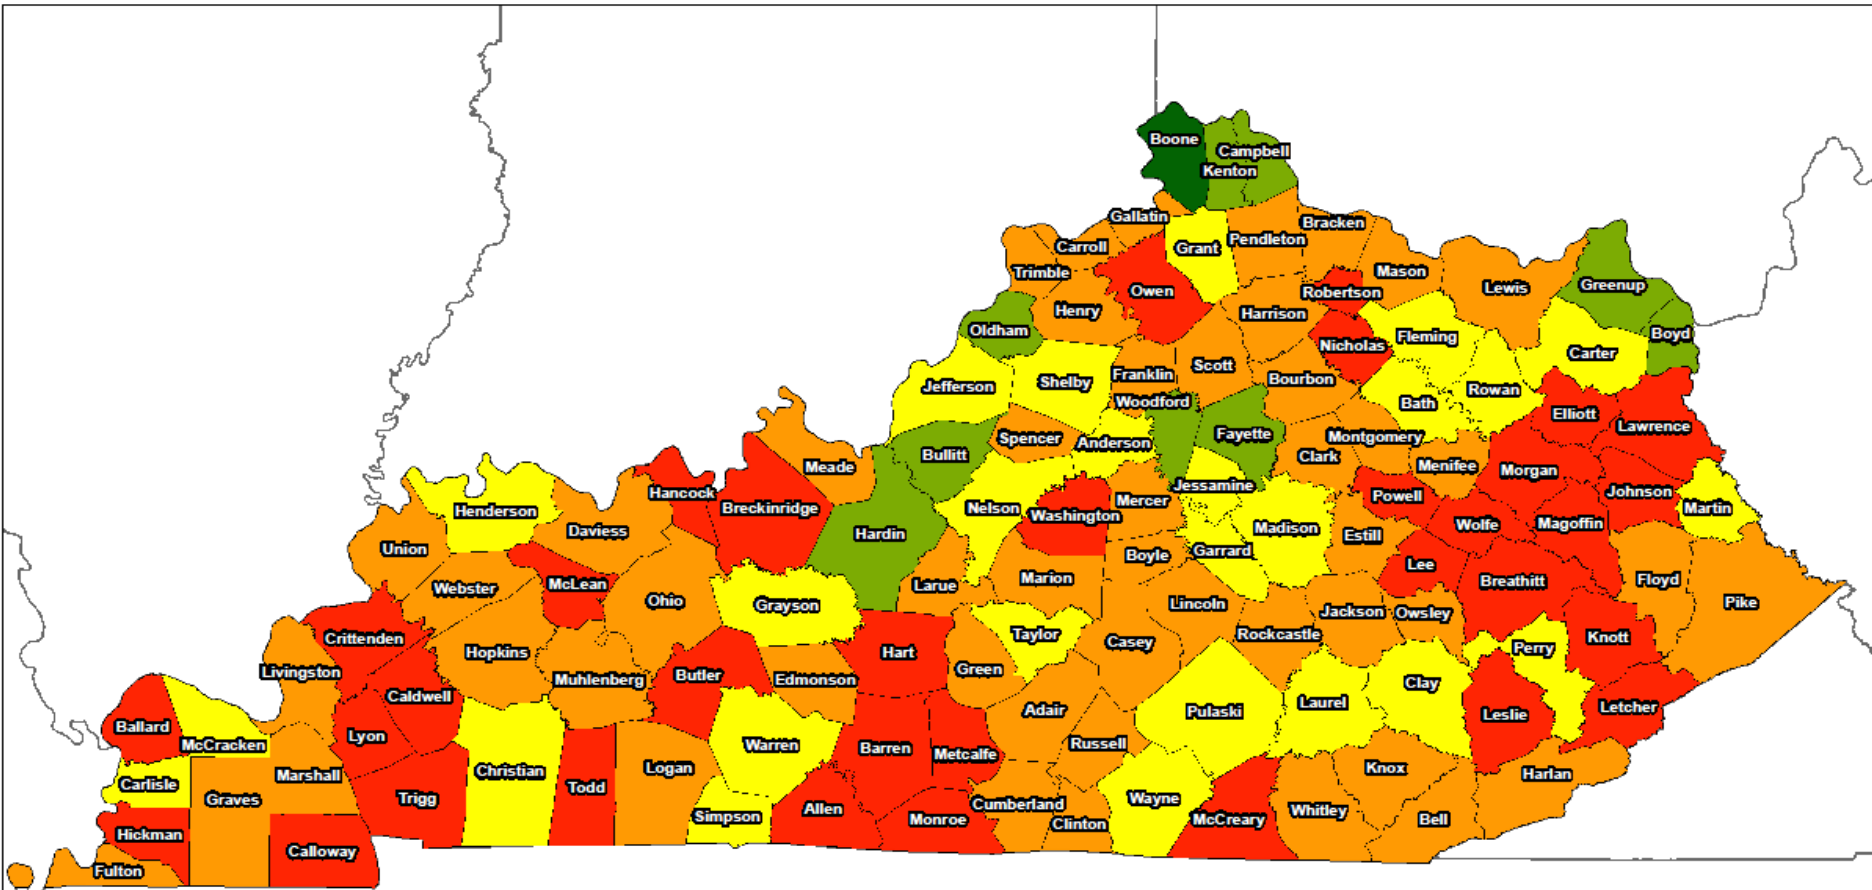 Boone
Campbell
Kenton
Gallatin
Bracken
Grant
Pendleton
Carroll
Trimble
Mason
Lewis
Greenup
Owen
Robertson
Henry
Harrison
Oldham
Boyd
Fleming
Nicholas
Carter
Scott
Franklin
Shelby
Jefferson
Bourbon
Rowan
Woodford
Bath
Elliott
Lawrence
Fayette
Montgomery
Spencer
Anderson
Bullitt
Clark
Menifee
Meade
Morgan
Jessamine
Hancock
Johnson
Powell
Mercer
Breckinridge
Nelson
Martin
Henderson
Washington
Wolfe
Magoffin
Madison
Daviess
Hardin
Estill
Union
Garrard
Boyle
Lee
Marion
Breathitt
Floyd
McLean
Larue
Webster
Ohio
Pike
Grayson
Lincoln
Jackson
Owsley
Taylor
Rockcastle
Knott
Crittenden
Casey
Perry
Hopkins
Hart
Green
Livingston
Butler
Edmonson
Muhlenberg
Clay
Caldwell
Laurel
Letcher
Adair
Pulaski
Leslie
Ballard
Lyon
McCracken
Warren
Barren
Russell
Metcalfe
Logan
Knox
Christian
Marshall
Harlan
Carlisle
Todd
Trigg
Graves
Wayne
Cumberland
Allen
Whitley
Simpson
Monroe
McCreary
Bell
Clinton
Hickman
Calloway
Fulton